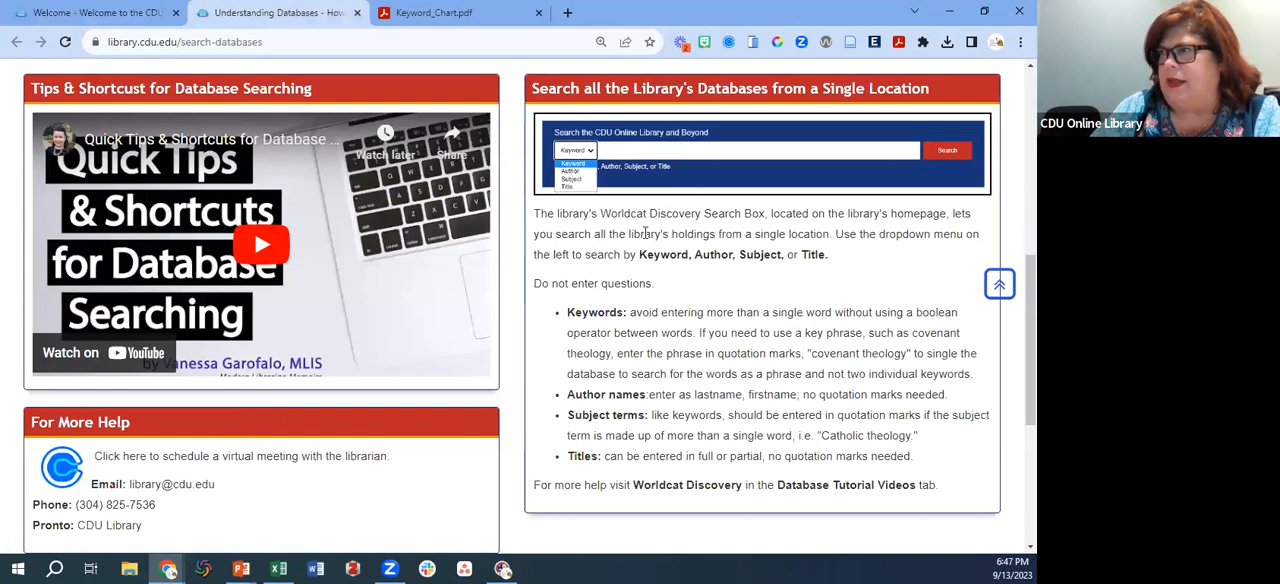 Welcome - Welcome to the CDU
Understanding Databases - How
Keyword_Chart.pdf
library.cdu.edu/search-databases
Tips & Shortcust for Database Searching
Quick Tips & Shortcuts for Database ...
Watch later
Share
Quick Tips
& Shortcuts
for Database
Searching
Watch on YouTube
by Vanessa Garofalo, MLIS
For More Help
Click here to schedule a virtual meeting with the librarian.
Email: library@cdu.edu
Phone: (304) 825-7536
Pronto: CDU Library
Search all the Library's Databases from a Single Location
Search the CDU Online Library and Beyond
Keyword
Search
Keyword
Author
Subject
Title
, Author, Subject, or Title
The library's Worldcat Discovery Search Box, located on the library's homepage, lets
you search all the library's holdings from a single location. Use the dropdown menu on
the left to search by Keyword, Author, Subject, or Title.
Do not enter questions.
• Keywords: avoid entering more than a single word without using a boolean
operator between words. If you need to use a key phrase, such as covenant
theology, enter the phrase in quotation marks, "covenant theology" to single the
database to search for the words as a phrase and not two individual keywords.
• Author names:enter as lastname, firstname; no quotation marks needed.
• Subject terms: like keywords, should be entered in quotation marks if the subject
term is made up of more than a single word, i.e. "Catholic theology."
• Titles: can be entered in full or partial, no quotation marks needed.
For more help visit Worldcat Discovery in the Database Tutorial Videos tab.
CDU Online Library
6:47 PM
9/13/2023